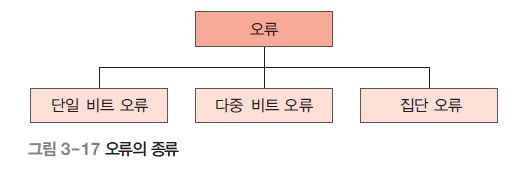 오류
단일 비트 오류
다중 비트 오류
집단 오류
그림 3-17 오류의 종류